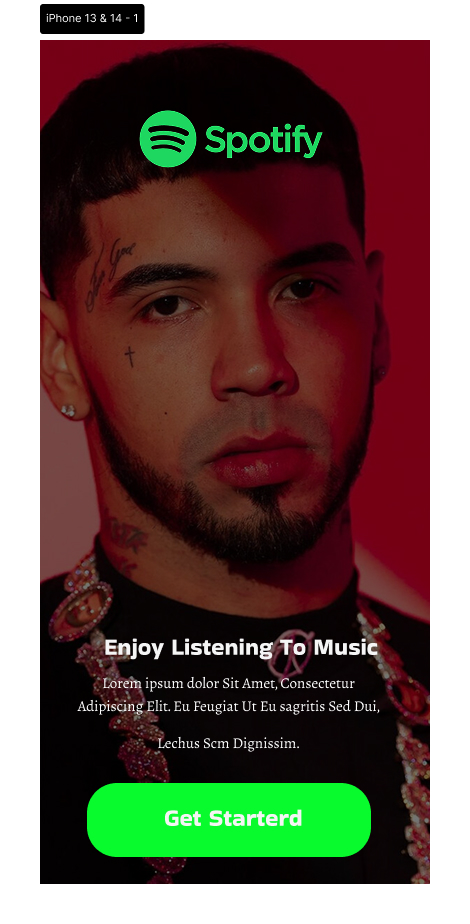 iPhone 13 & 14 - 1
Spotify
Enjoy Listening To Music
Lorem ipsum dolor Sit Amet, Consectetur
Adipiscing Elit. Eu Feugiat Ut Eu sagritis Sed Dui,
Lechus Scm Dignissim.
Get Starterd